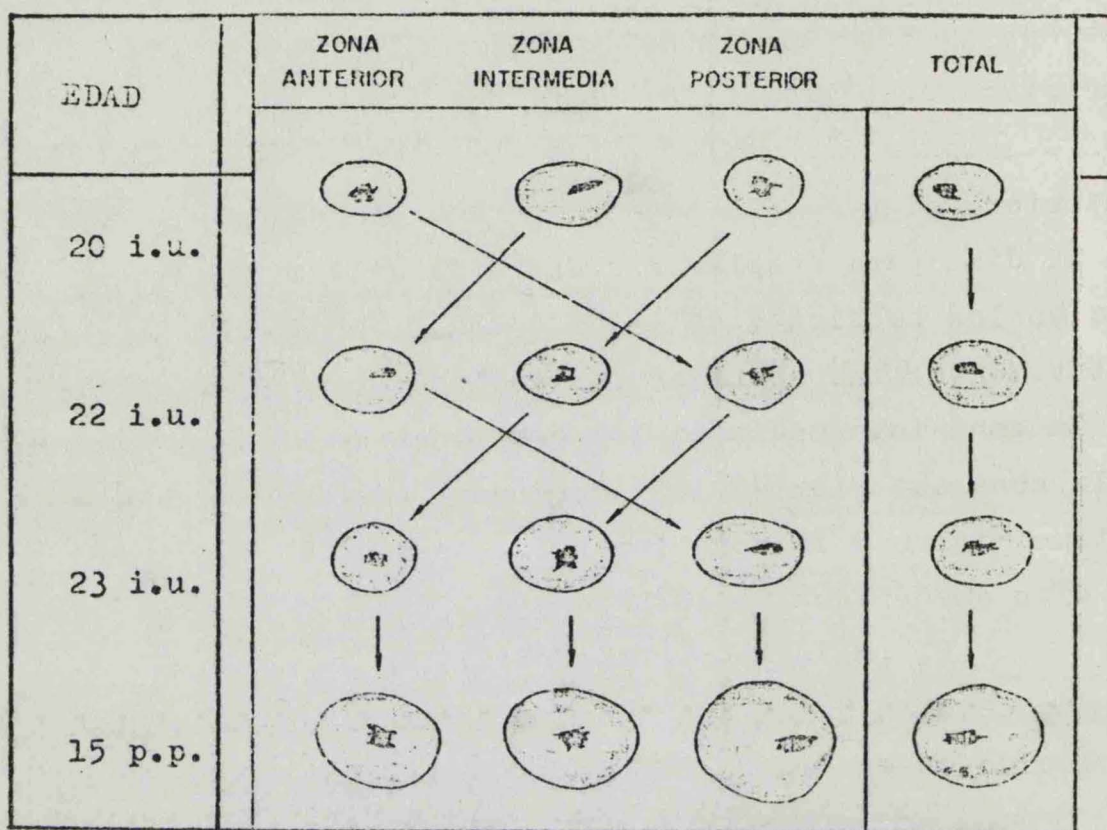 EDAD
ZONA ANTERIOR
ZONA INTERMEDIA
ZONA POSTERIOR
TOTAL
20 i.u.
22 i.u.
23 i.u.
15 p.p.